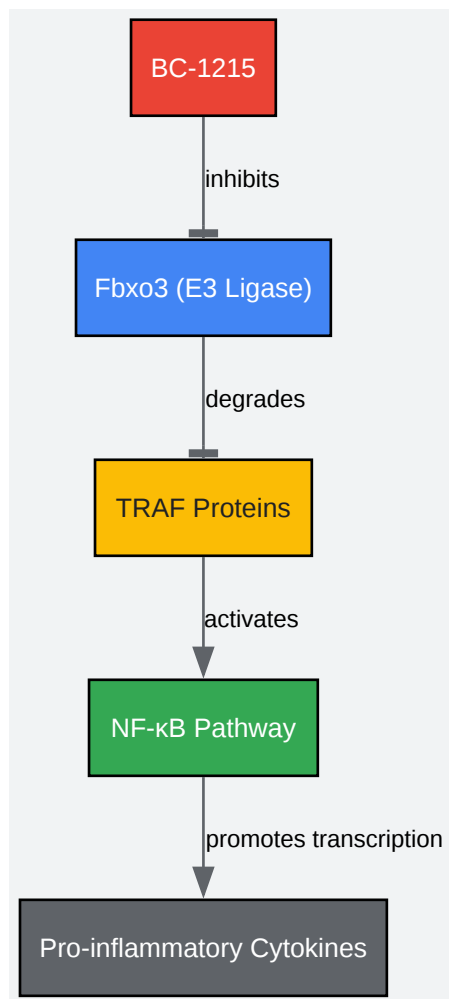 BC-1215
inhibits
Fbxo3 (E3 Ligase)
degrades
TRAF Proteins
activates
NF-κB Pathway
promotes transcription
Pro-inflammatory Cytokines